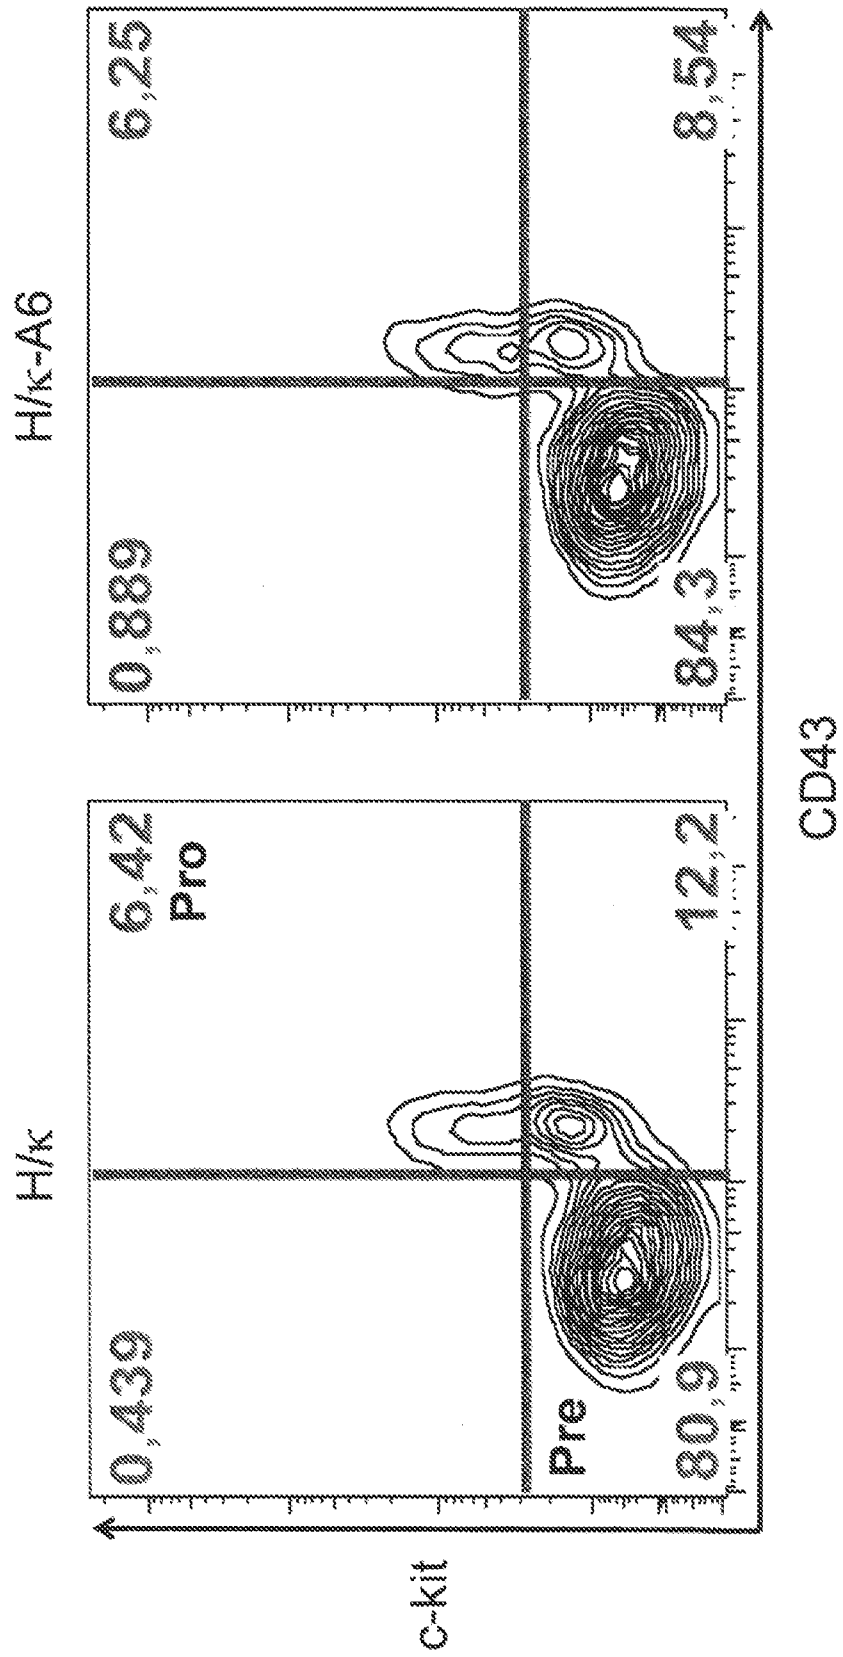 H/κ
H/κ-A6
0,439
6,42
Pro
0,889
6,25
c-kit
Pre
80,9
12,2
84,3
8,54
CD43